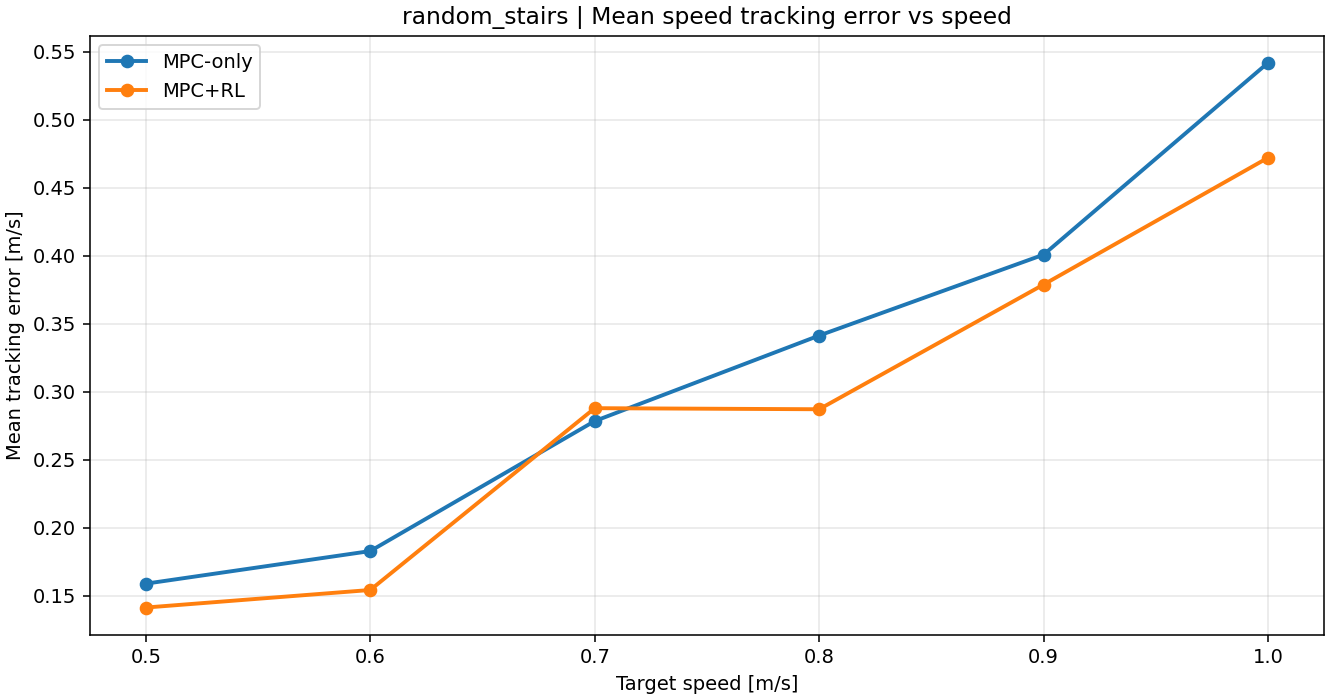 random_stairs | Mean speed tracking error vs speed
MPC-only
MPC+RL
Mean tracking error [m/s]
0.55
0.50
0.45
0.40
0.35
0.30
0.25
0.20
0.15
0.5 0.6 0.7 0.8 0.9 1.0
Target speed [m/s]